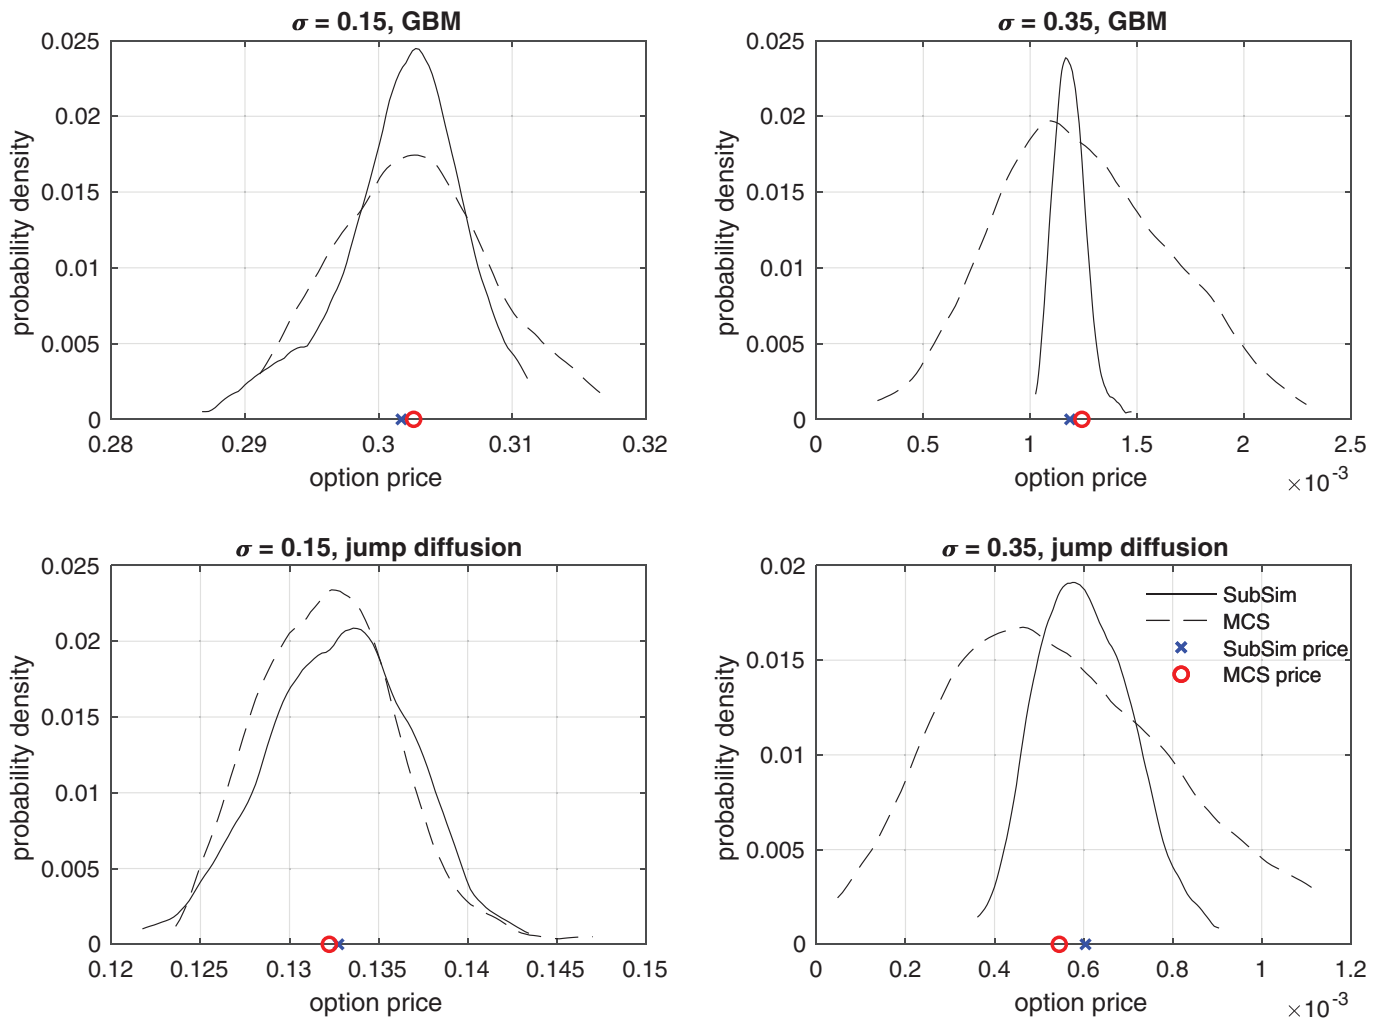 σ = 0.15, GBM
0.025
0.02
0.015
0.01
0.005
0
probability density
0.28 0.29 0.3 0.31 0.32
option price
σ = 0.35, GBM
0.025
0.02
0.015
0.01
0.005
0
probability density
0 0.5 1 1.5 2 2.5
option price
×10⁻³
σ = 0.15, jump diffusion
0.025
0.02
0.015
0.01
0.005
0
probability density
0.12 0.125 0.13 0.135 0.14 0.145 0.15
option price
σ = 0.35, jump diffusion
0.02
0.015
0.01
0.005
0
probability density
SubSim
MCS
SubSim price
MCS price
0 0.2 0.4 0.6 0.8 1 1.2
option price
×10⁻³